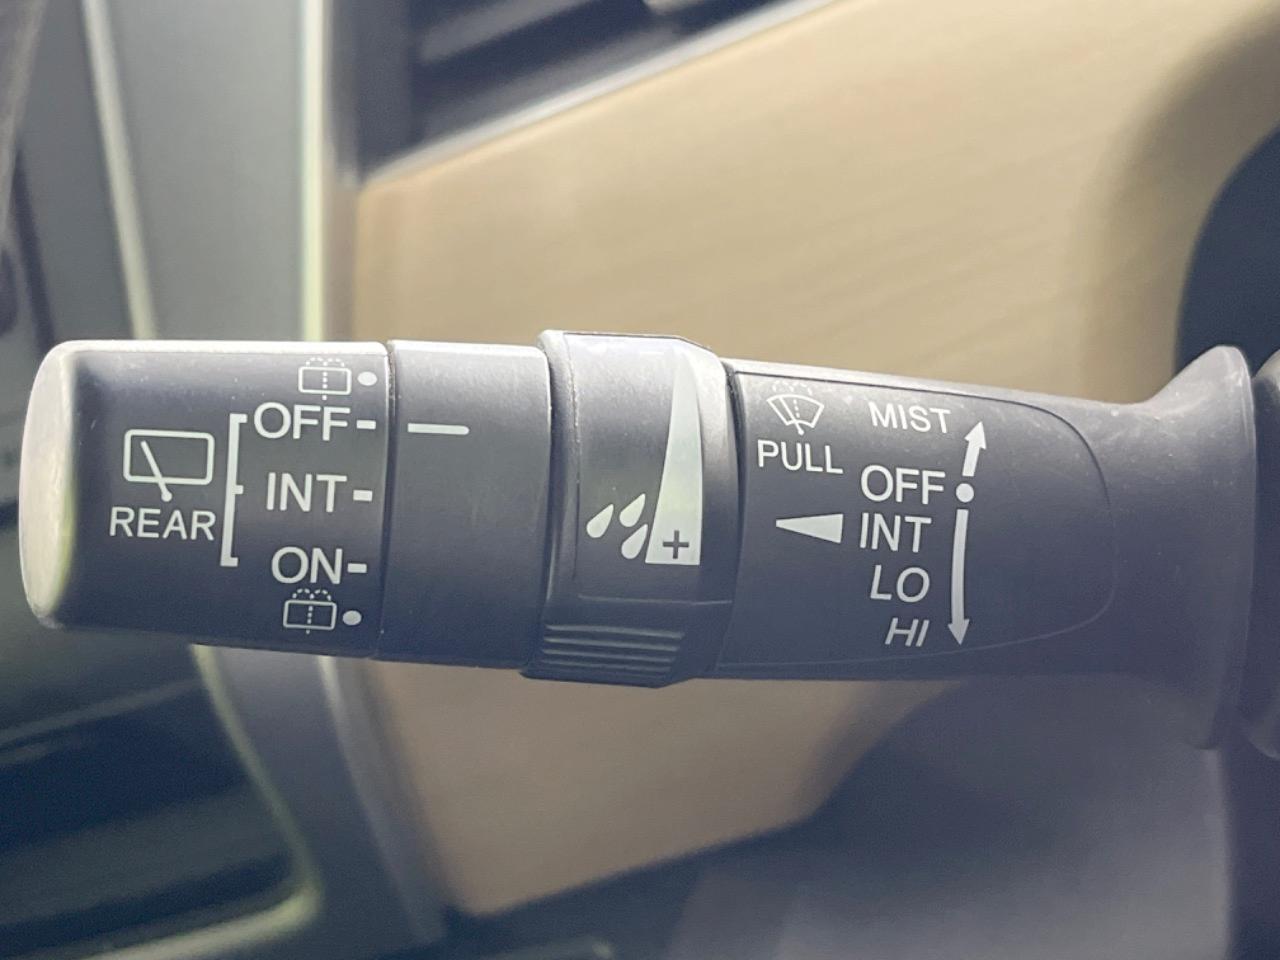 OFF
INT
ON
REAR
+
PULL
MIST
OFF
INT
LO
HI